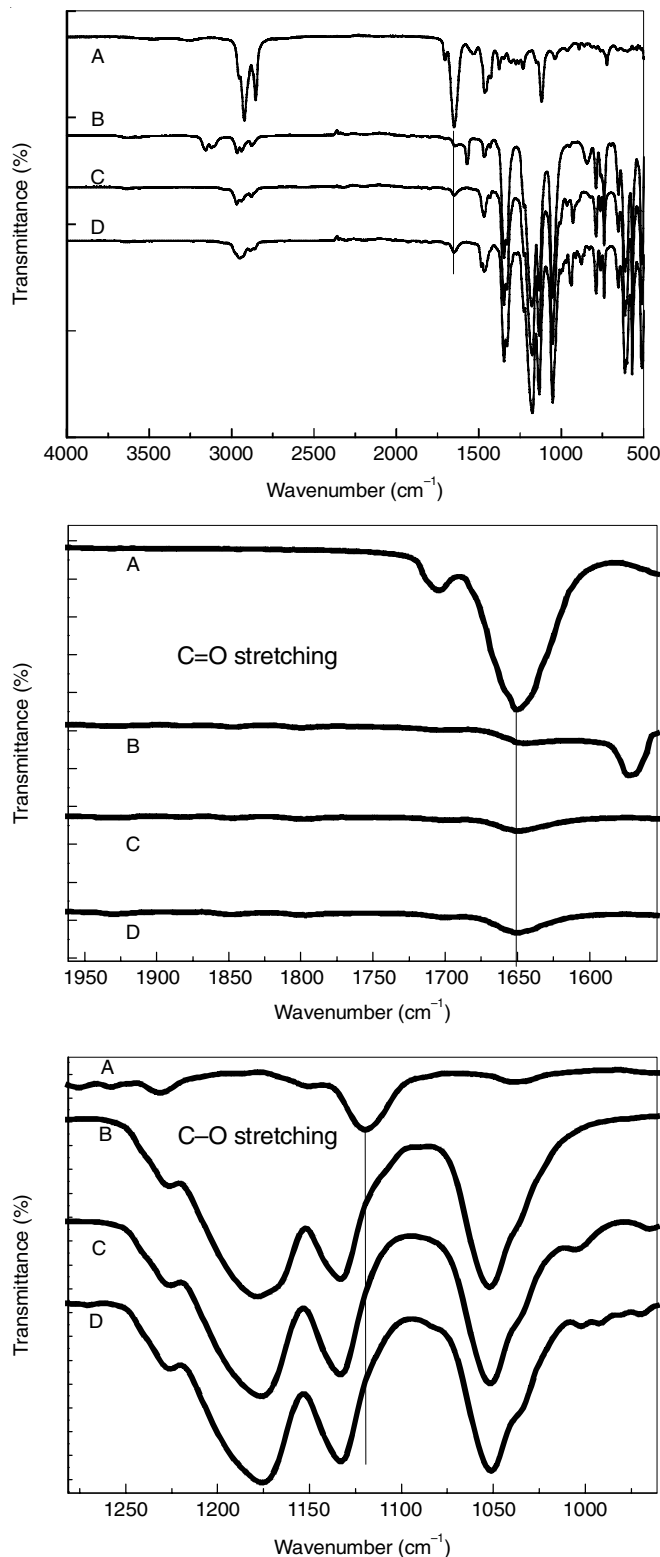 A
B
C
D
Transmittance (%)
4000 3500 3000 2500 2000 1500 1000 500
Wavenumber (cm⁻¹)
A
C=O stretching
B
C
D
Transmittance (%)
1950 1900 1850 1800 1750 1700 1650 1600
Wavenumber (cm⁻¹)
A
B
C–O stretching
C
D
Transmittance (%)
1250 1200 1150 1100 1050 1000
Wavenumber (cm⁻¹)